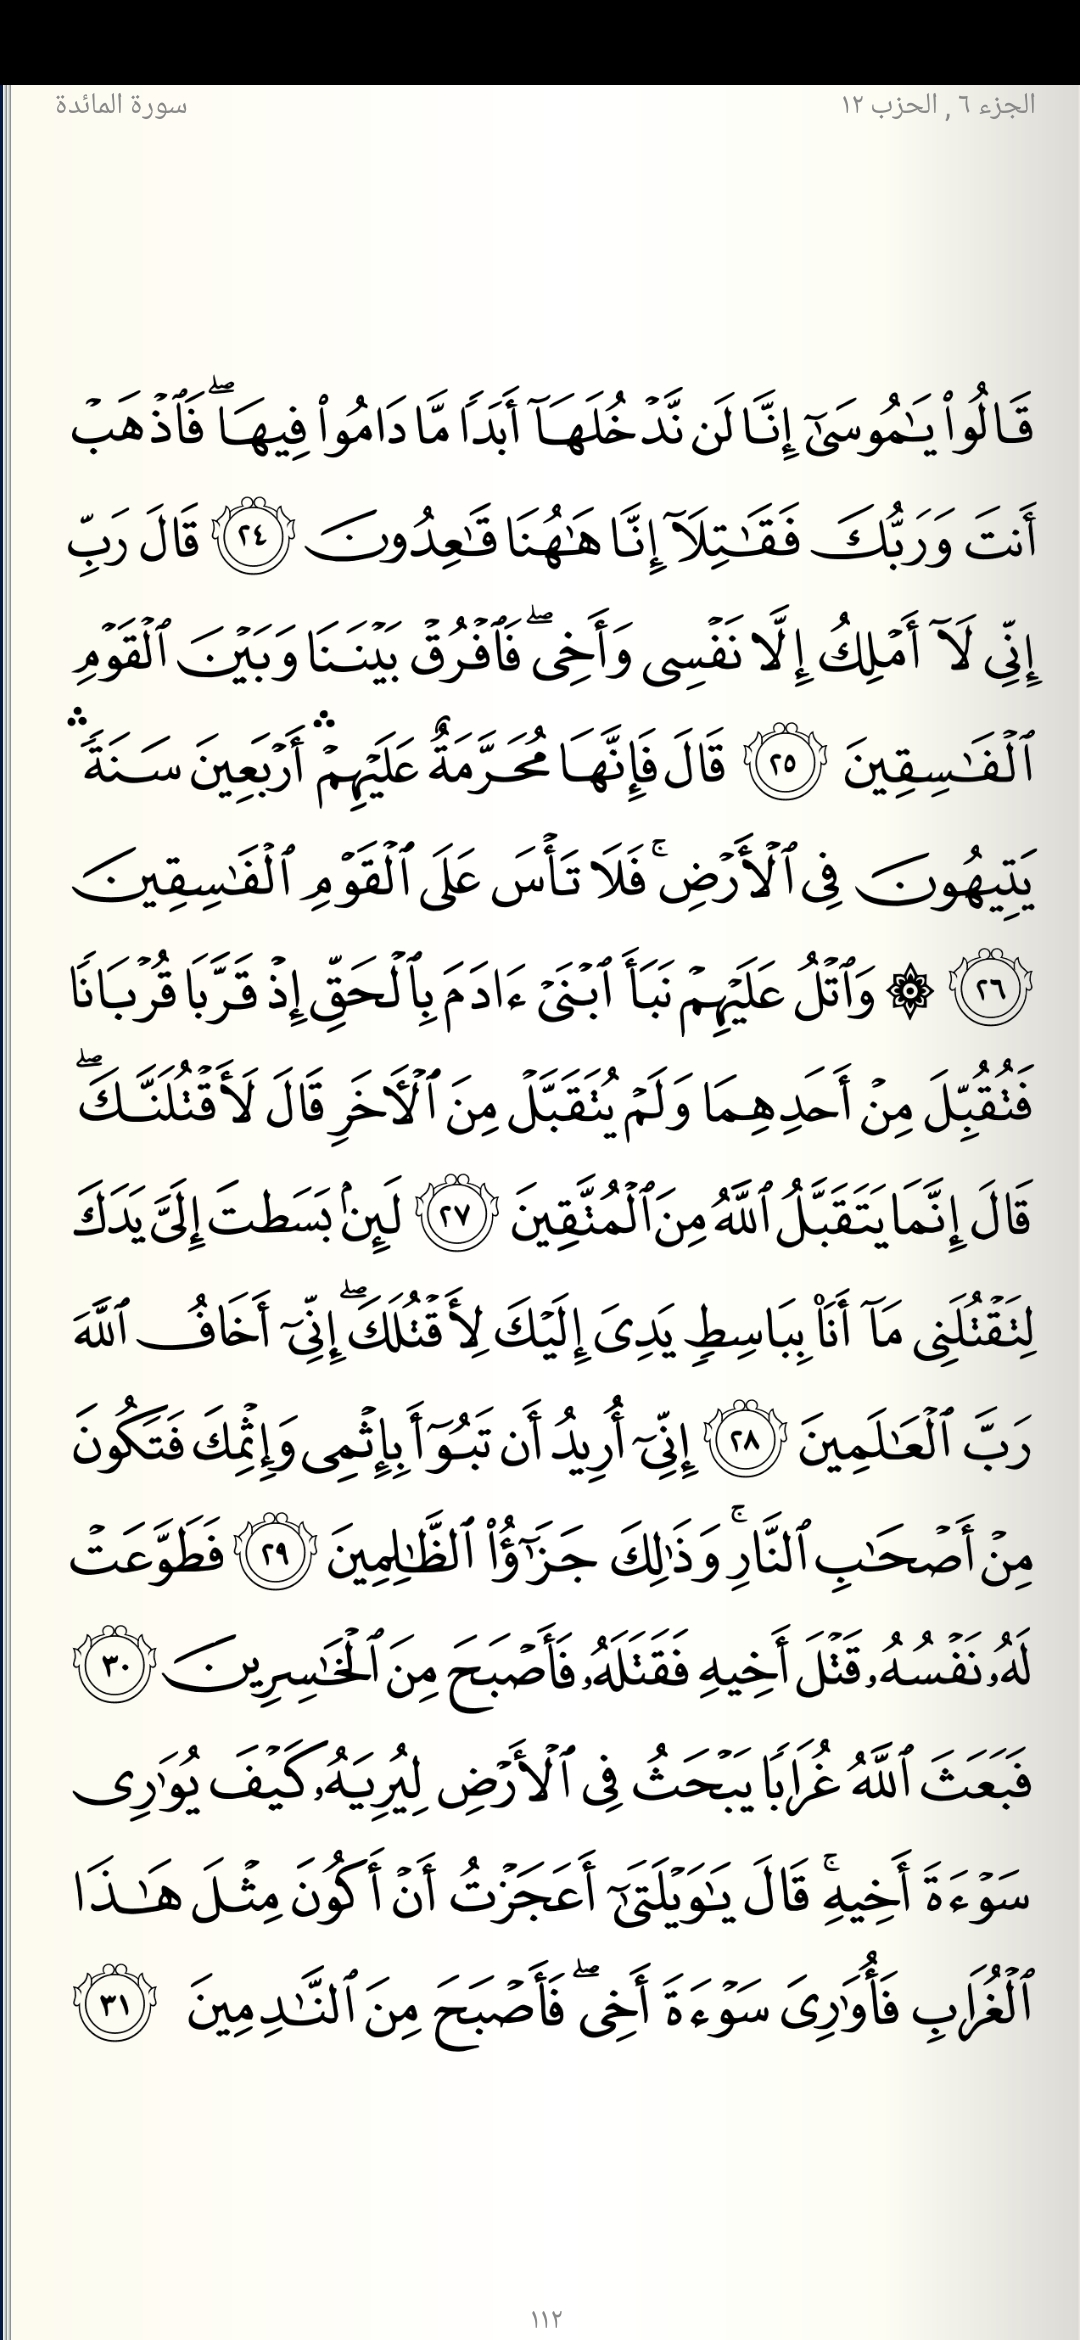 سورة المائدة
الجزء ٦ , الحزب ١٢
قَالُوا۟ يَـٰمُوسَىٰٓ إِنَّا لَن نَّدْخُلَهَآ أَبَدًا مَّا دَامُوا۟ فِيهَا ۖ فَٱذْهَبْ
أَنتَ وَرَبُّكَ فَقَـٰتِلَآ إِنَّا هَـٰهُنَا قَـٰعِدُونَ ٢٤ قَالَ رَبِّ
إِنِّى لَآ أَمْلِكُ إِلَّا نَفْسِى وَأَخِى ۖ فَٱفْرُقْ بَيْنَنَا وَبَيْنَ ٱلْقَوْمِ
ٱلْفَـٰسِقِينَ ٢٥ قَالَ فَإِنَّهَا مُحَرَّمَةٌ عَلَيْهِمْ ۛ أَرْبَعِينَ سَنَةً ۛ
يَتِيهُونَ فِى ٱلْأَرْضِ ۚ فَلَا تَأْسَ عَلَى ٱلْقَوْمِ ٱلْفَـٰسِقِينَ
٢٦ ۞ وَٱتْلُ عَلَيْهِمْ نَبَأَ ٱبْنَىْ ءَادَمَ بِٱلْحَقِّ إِذْ قَرَّبَا قُرْبَانًا
فَتُقُبِّلَ مِنْ أَحَدِهِمَا وَلَمْ يُتَقَبَّلْ مِنَ ٱلْـَٔاخَرِ قَالَ لَأَقْتُلَنَّكَ ۖ
قَالَ إِنَّمَا يَتَقَبَّلُ ٱللَّهُ مِنَ ٱلْمُتَّقِينَ ٢٧ لَئِنۢ بَسَطتَ إِلَىَّ يَدَكَ
لِتَقْتُلَنِى مَآ أَنَا۠ بِبَاسِطٍ يَدِىَ إِلَيْكَ لِأَقْتُلَكَ ۖ إِنِّىٓ أَخَافُ ٱللَّهَ
رَبَّ ٱلْعَـٰلَمِينَ ٢٨ إِنِّىٓ أُرِيدُ أَن تَبُوٓأَ بِإِثْمِى وَإِثْمِكَ فَتَكُونَ
مِنْ أَصْحَـٰبِ ٱلنَّارِ ۚ وَذَٰلِكَ جَزَٰٓؤُا۟ ٱلظَّـٰلِمِينَ ٢٩ فَطَوَّعَتْ
لَهُۥ نَفْسُهُۥ قَتْلَ أَخِيهِ فَقَتَلَهُۥ فَأَصْبَحَ مِنَ ٱلْخَـٰسِرِينَ ٣٠
فَبَعَثَ ٱللَّهُ غُرَابًا يَبْحَثُ فِى ٱلْأَرْضِ لِيُرِيَهُۥ كَيْفَ يُوَٰرِى
سَوْءَةَ أَخِيهِ ۚ قَالَ يَـٰوَيْلَتَىٰٓ أَعَجَزْتُ أَنْ أَكُونَ مِثْلَ هَـٰذَا
ٱلْغُرَابِ فَأُوَٰرِىَ سَوْءَةَ أَخِى ۖ فَأَصْبَحَ مِنَ ٱلنَّـٰدِمِينَ ٣١
١١٢